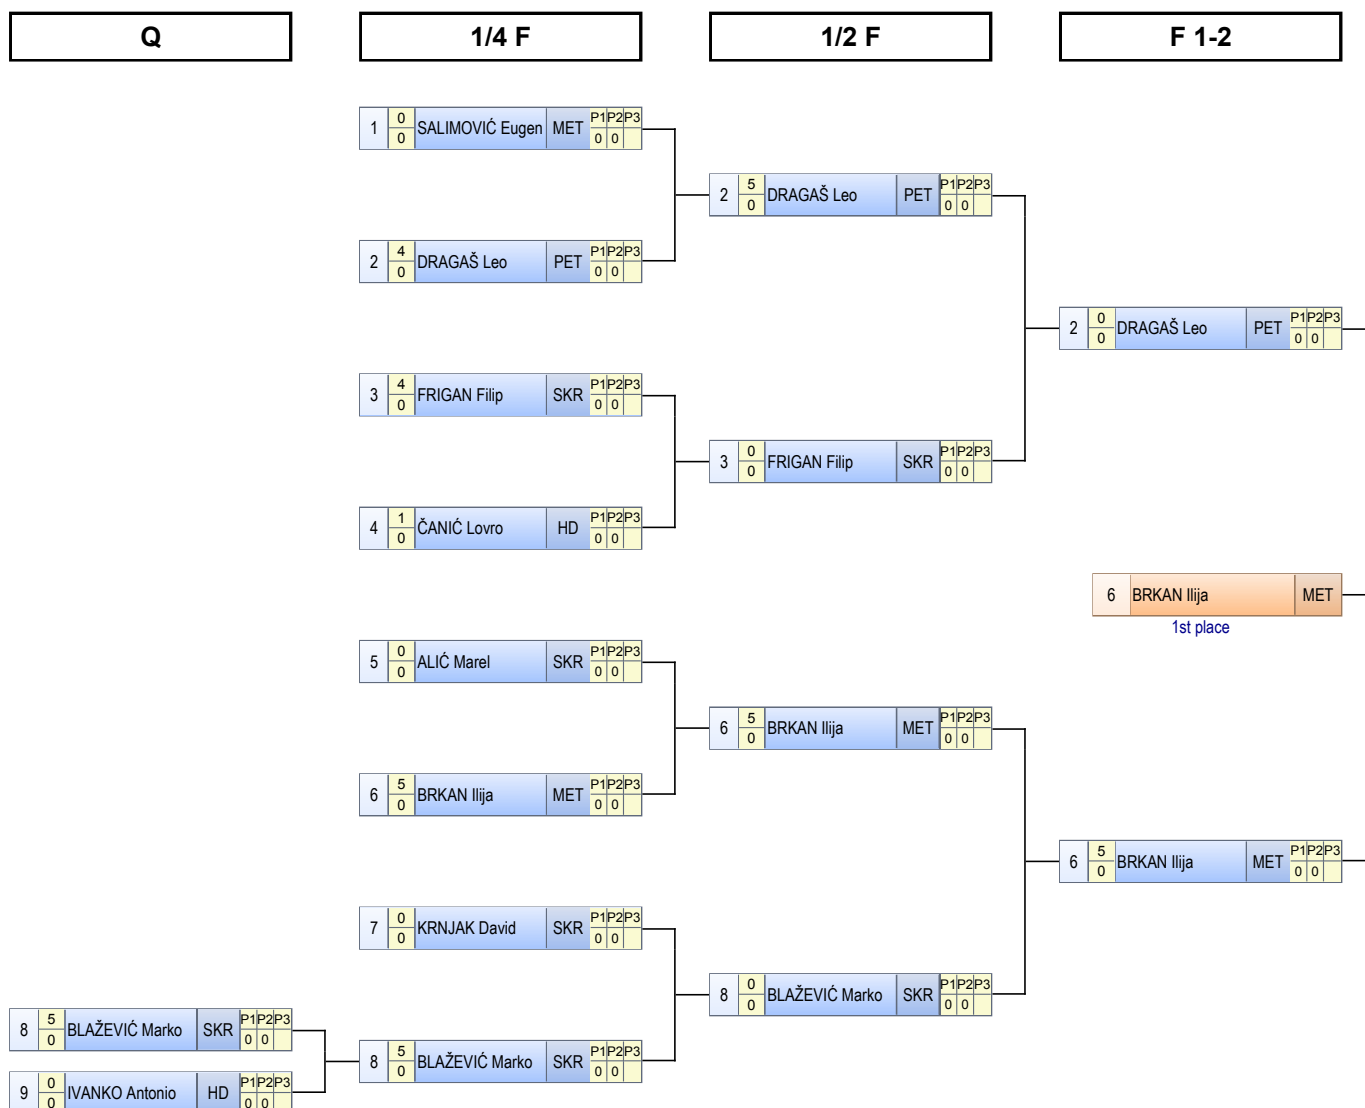 Q 1/4 F 1/2 F F 1-2
1 0 0 SALIMOVIĆ Eugen MET P1 P2 P3 0 0
2 5 0 DRAGAŠ Leo PET P1 P2 P3 0 0
2 4 0 DRAGAŠ Leo PET P1 P2 P3 0 0
2 0 0 DRAGAŠ Leo PET P1 P2 P3 0 0
3 4 0 FRIGAN Filip SKR P1 P2 P3 0 0
3 0 0 FRIGAN Filip SKR P1 P2 P3 0 0
4 1 0 ČANIĆ Lovro HD P1 P2 P3 0 0
6 BRKAN Ilija MET
1st place
5 0 0 ALIĆ Marel SKR P1 P2 P3 0 0
6 5 0 BRKAN Ilija MET P1 P2 P3 0 0
6 5 0 BRKAN Ilija MET P1 P2 P3 0 0
6 5 0 BRKAN Ilija MET P1 P2 P3 0 0
7 0 0 KRNJAK David SKR P1 P2 P3 0 0
8 0 0 BLAŽEVIĆ Marko SKR P1 P2 P3 0 0
8 5 0 BLAŽEVIĆ Marko SKR P1 P2 P3 0 0
8 5 0 BLAŽEVIĆ Marko SKR P1 P2 P3 0 0
9 0 0 IVANKO Antonio HD P1 P2 P3 0 0